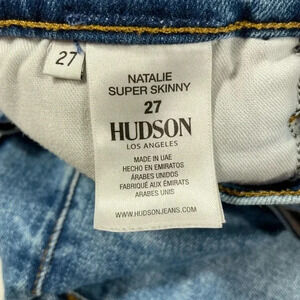 27
NATALIE
SUPER SKINNY
27
HUDSON
LOS ANGELES
MADE IN UAE
HECHO EN EMIRATOS
ÁRABES UNIDOS
FABRIQUÉ AUX ÉMIRATS
ARABES UNIS
WWW.HUDSONJEANS.COM